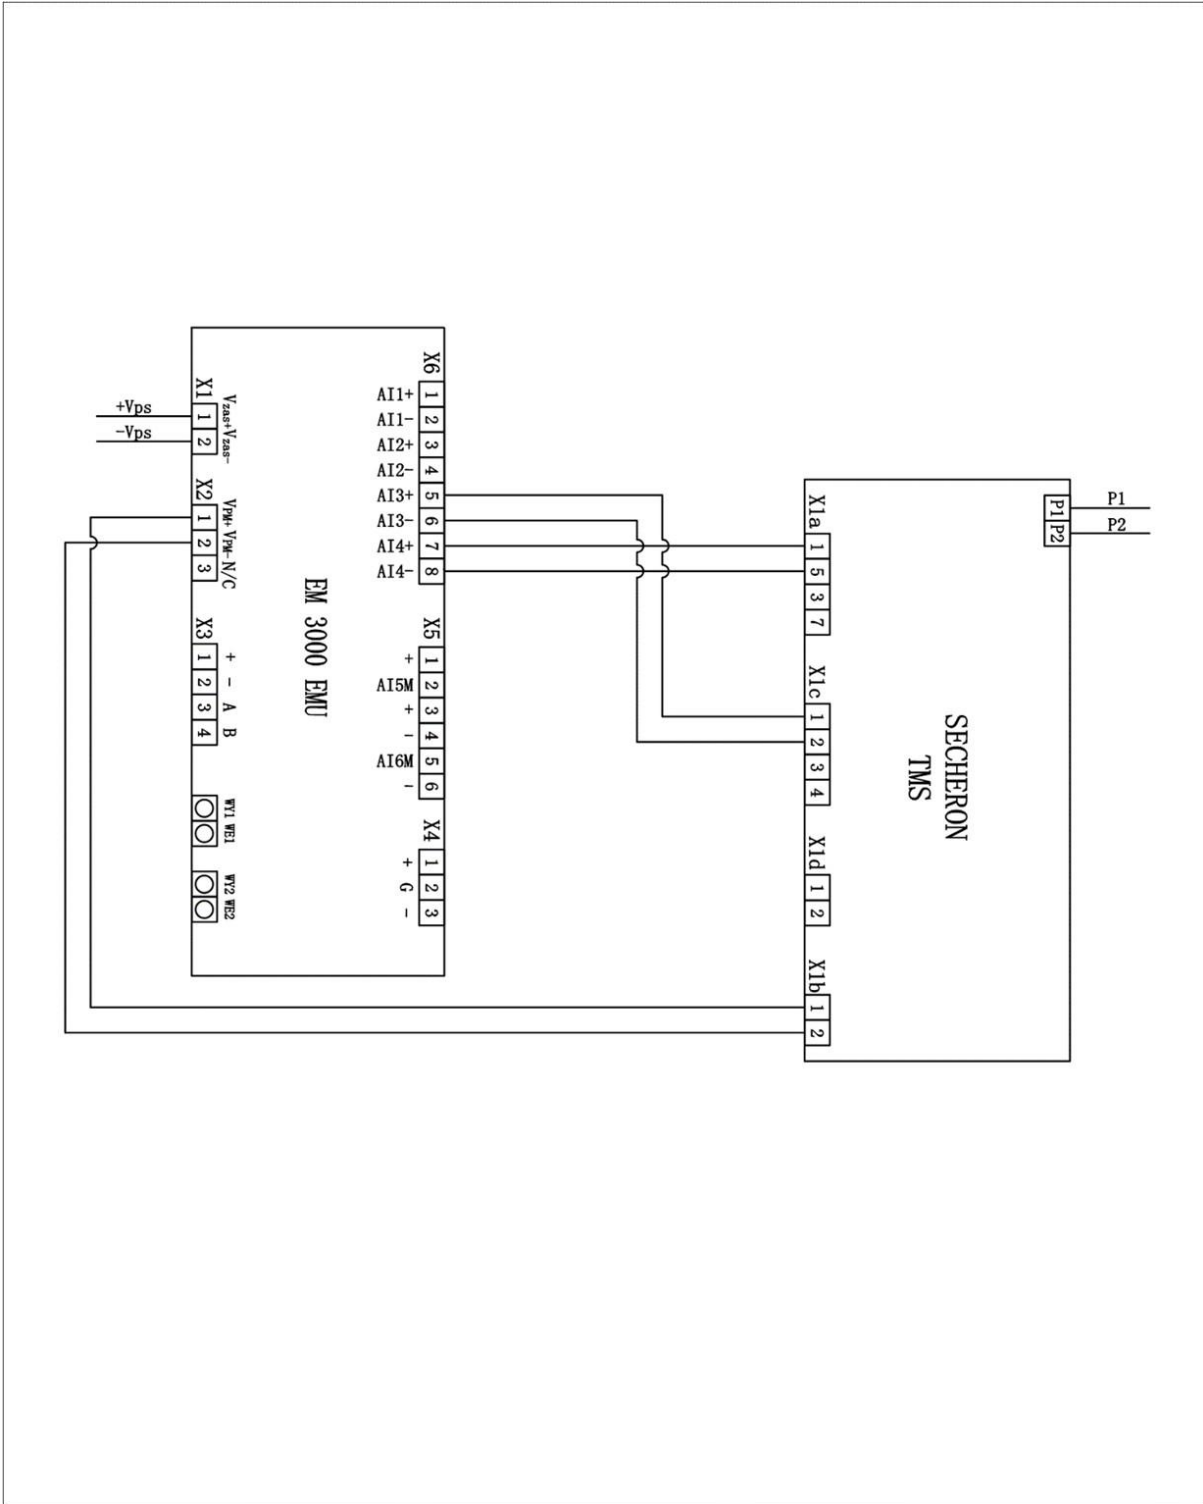 X6
AI1+ 1
AI1- 2
AI2+ 3
AI2- 4
AI3+ 5
AI3- 6
AI4+ 7
AI4- 8
X5
+ 1
AI5M 2
+ 3
- 4
AI6M 5
- 6
X4
+ 1
G 2
- 3
X1
Vzas+ Vzas-
1 2
+Vps
-Vps
X2
VPM+ VPM- N/C
1 2 3
X3
+ - A B
1 2 3 4
WY1 WE1
WY2 WE2
EM 3000 EMU
X1a
1
5
3
7
X1c
1
2
3
4
X1d
1
2
X1b
1
2
SECHERON
TMS
P1 P2
P1
P2